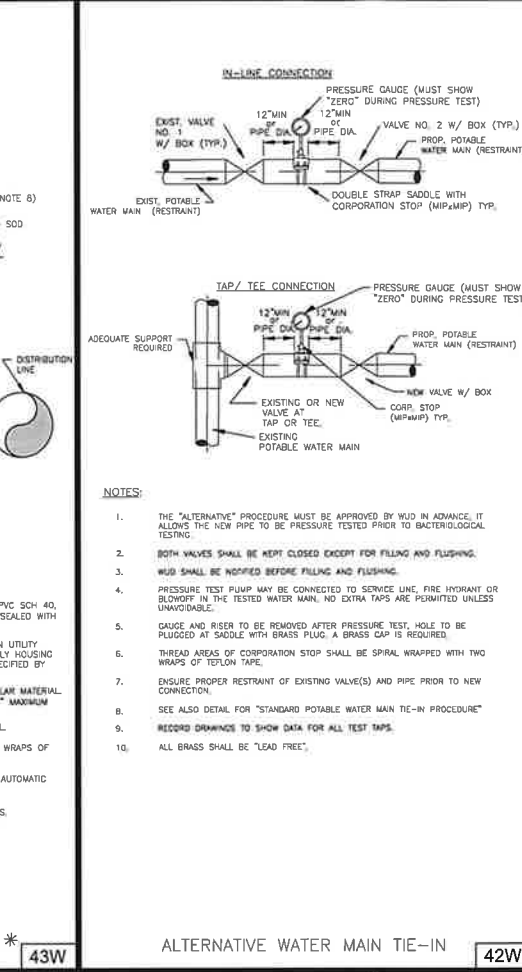 NOTE 8)
SOD
DISTRIBUTION
LINE
PVC SCH 40,
SEALED WITH
N UTILITY
LY HOUSING
ECIFIED BY
LAR MATERIAL
" MAXIMUM
WRAPS OF
AUTOMATIC
S.
*
43W
IN-LINE CONNECTION
PRESSURE GAUGE (MUST SHOW
"ZERO" DURING PRESSURE TEST)
EXIST. VALVE
NO. 1
W/ BOX (TYP.)
12"MIN
or
PIPE DIA.
12"MIN
or
PIPE DIA.
VALVE NO. 2 W/ BOX (TYP.)
PROP. POTABLE
WATER MAIN (RESTRAINT
EXIST. POTABLE
WATER MAIN (RESTRAINT)
DOUBLE STRAP SADDLE WITH
CORPORATION STOP (MIPxMIP) TYP.
TAP/ TEE CONNECTION
PRESSURE GAUGE (MUST SHOW
"ZERO" DURING PRESSURE TEST
12"MIN
or
PIPE DIA.
12"MIN
or
PIPE DIA.
ADEQUATE SUPPORT
REQUIRED
PROP. POTABLE
WATER MAIN (RESTRAINT)
NEW VALVE W/ BOX
EXISTING OR NEW
VALVE AT
TAP OR TEE.
CORP. STOP
(MIPxMIP) TYP.
EXISTING
POTABLE WATER MAIN
NOTES:
1. THE "ALTERNATIVE" PROCEDURE MUST BE APPROVED BY WUD IN ADVANCE. IT
ALLOWS THE NEW PIPE TO BE PRESSURE TESTED PRIOR TO BACTERIOLOGICAL
TESTING.
2. BOTH VALVES SHALL BE KEPT CLOSED EXCEPT FOR FILLING AND FLUSHING.
3. WUD SHALL BE NOTIFIED BEFORE FILLING AND FLUSHING.
4. PRESSURE TEST PUMP MAY BE CONNECTED TO SERVICE LINE, FIRE HYDRANT OR
BLOWOFF IN THE TESTED WATER MAIN. NO EXTRA TAPS ARE PERMITTED UNLESS
UNAVOIDABLE.
5. GAUGE AND RISER TO BE REMOVED AFTER PRESSURE TEST, HOLE TO BE
PLUGGED AT SADDLE WITH BRASS PLUG. A BRASS CAP IS REQUIRED.
6. THREAD AREAS OF CORPORATION STOP SHALL BE SPIRAL WRAPPED WITH TWO
WRAPS OF TEFLON TAPE.
7. ENSURE PROPER RESTRAINT OF EXISTING VALVE(S) AND PIPE PRIOR TO NEW
CONNECTION.
8. SEE ALSO DETAIL FOR "STANDARD POTABLE WATER MAIN TIE-IN PROCEDURE"
9. RECORD DRAWINGS TO SHOW DATA FOR ALL TEST TAPS.
10. ALL BRASS SHALL BE "LEAD FREE".
ALTERNATIVE WATER MAIN TIE-IN
42W